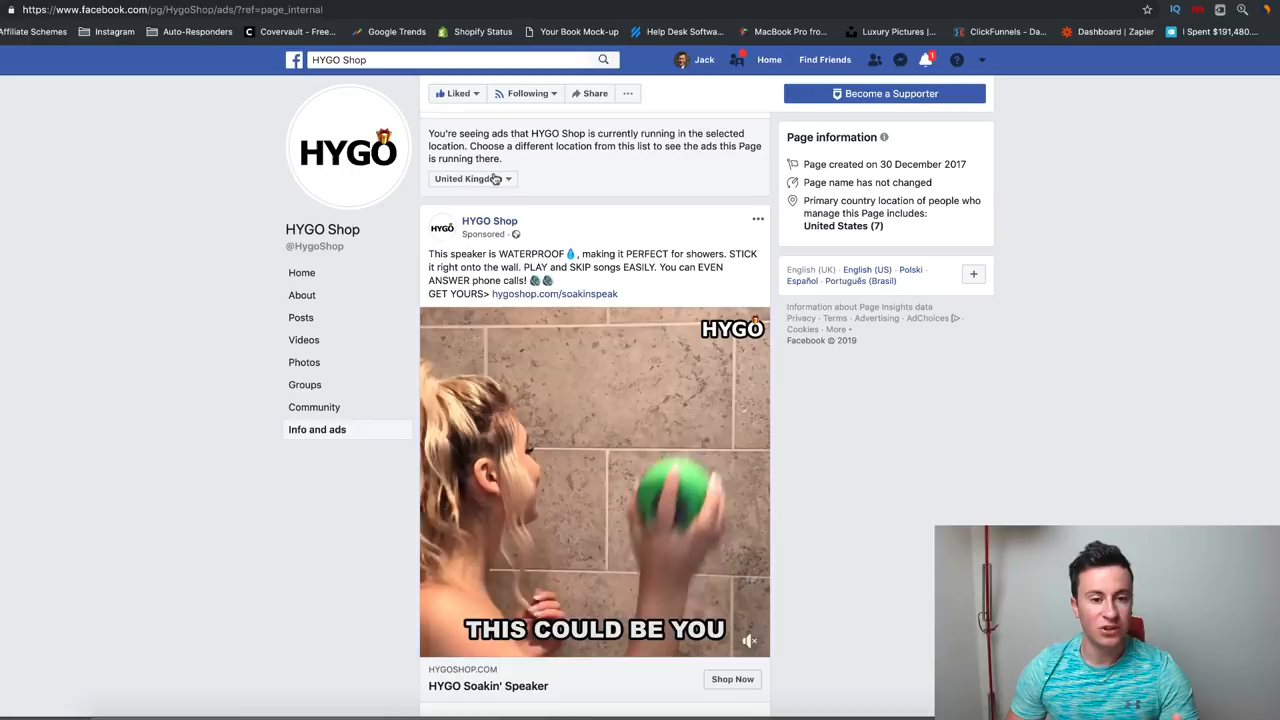 https://www.facebook.com/pg/HygoShop/ads/?ref=page_internal
Affiliate Schemes
Instagram
Auto-Responders
Covervault - Free...
Google Trends
Shopify Status
Your Book Mock-up
Help Desk Softwa...
MacBook Pro fro...
Luxury Pictures |...
ClickFunnels - Da...
Dashboard | Zapier
I Spent $191,480....
HYGO Shop
Jack
Home
Find Friends
1
Liked
Following
Share
Become a Supporter
HYGO
HYGO Shop
@HygoShop
Home
About
Posts
Videos
Photos
Groups
Community
Info and ads
You're seeing ads that HYGO Shop is currently running in the selected
location. Choose a different location from this list to see the ads this Page
is running there.
HYGO
HYGO Shop
Sponsored ·
This speaker is WATERPROOF💧, making it PERFECT for showers. STICK
it right onto the wall. PLAY and SKIP songs EASILY. You can EVEN
ANSWER phone calls!
GET YOURS> hygoshop.com/soakinspeak
HYGO
THIS COULD BE YOU
HYGOSHOP.COM
HYGO Soakin' Speaker
Shop Now
Page information
Page created on 30 December 2017
Page name has not changed
Primary country location of people who
manage this Page includes:
United States (7)
English (UK) · English (US) · Polski ·
Español · Português (Brasil)
Information about Page Insights data
Privacy · Terms · Advertising · AdChoices ·
Cookies · More
Facebook © 2019